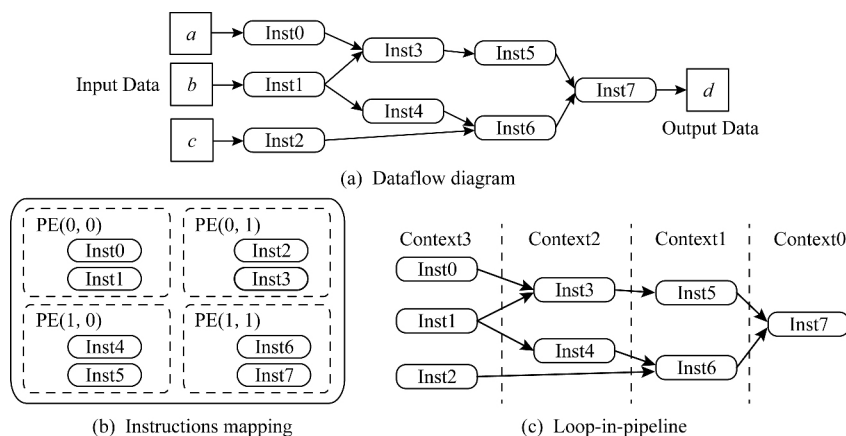 a
Inst0
Inst3
Inst5
Input Data
b
Inst1
Inst7
d
Inst4
Output Data
c
Inst2
Inst6
(a) Dataflow diagram
PE(0, 0)
Inst0
Inst1
PE(0, 1)
Inst2
Inst3
PE(1, 0)
Inst4
Inst5
PE(1, 1)
Inst6
Inst7
(b) Instructions mapping
Context3
Context2
Context1
Context0
Inst0
Inst3
Inst5
Inst1
Inst7
Inst4
Inst2
Inst6
(c) Loop-in-pipeline